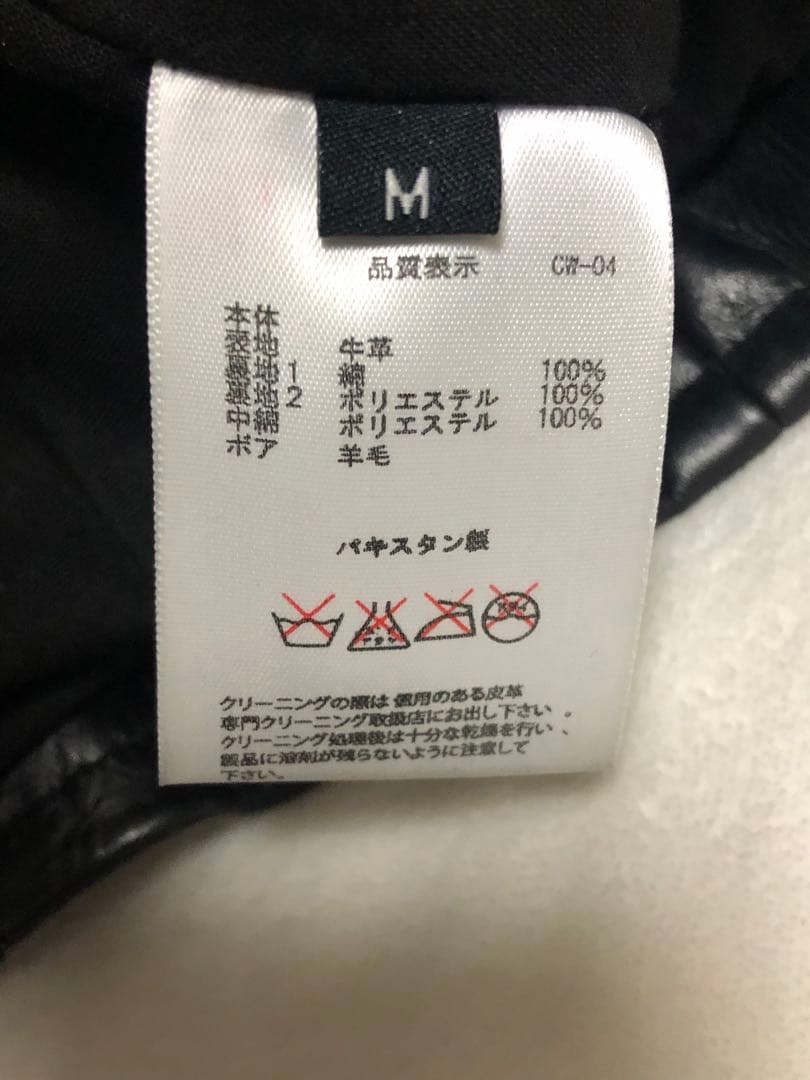 M
品質表示 CW-04
本体
表地 牛革
裏地1 綿 100%
裏地2 ポリエステル 100%
中綿 ポリエステル 100%
ボア 羊毛
パキスタン製
クリーニングの際は信用のある皮革
専門クリーニング取扱店にお出し下さい。
クリーニング処理後は十分な乾燥を行い、
製品に溶剤が残らないように注意して
下さい。